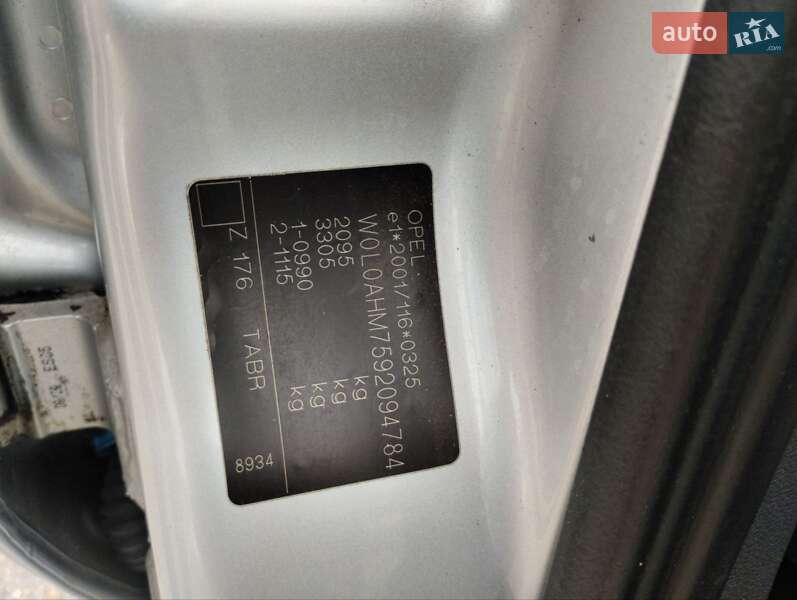 auto RIA .com
OPEL
e1*2001/116*0325
W0L0AHM7592094784
2095 kg
3305 kg
1-0990 kg
2-1115 kg
Z 176 TABR
8934